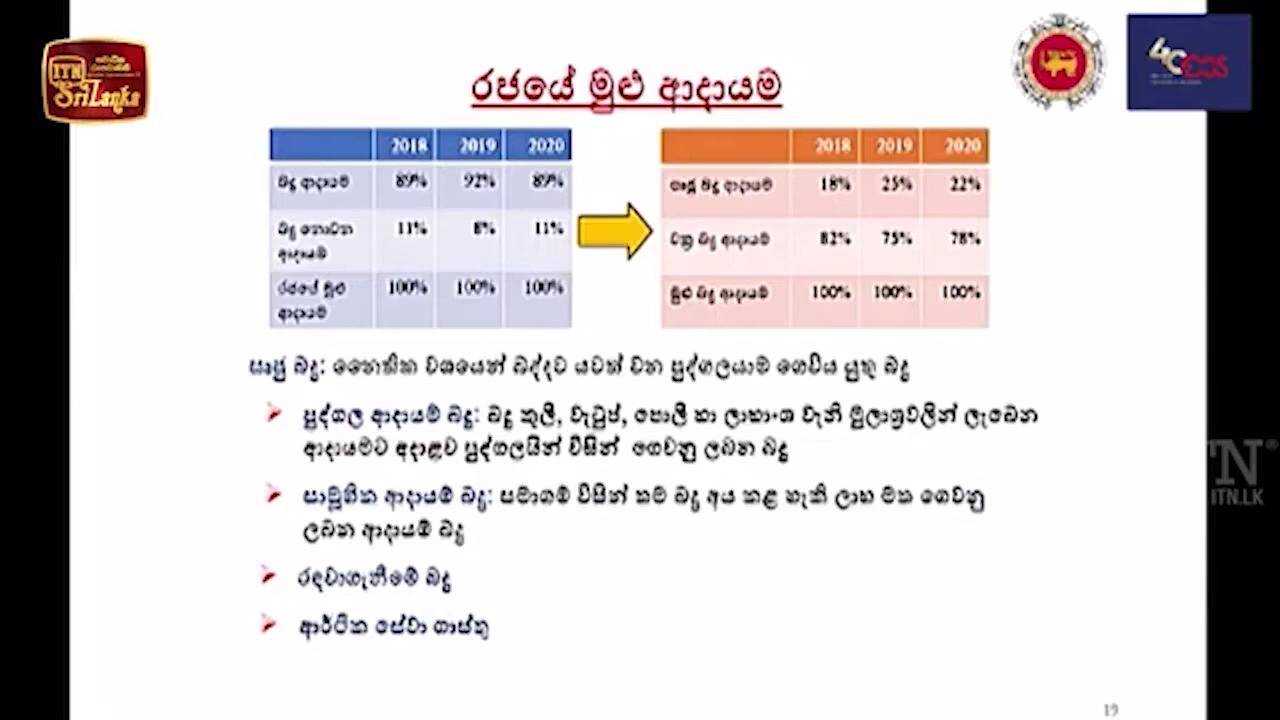 ITN
SriLanka
රජයේ මුළු ආදායම
2018 2019 2020
බදු ආදායම 89% 92% 89%
බදු නොවන 11% 8% 11%
ආදායම
රජයේ මුළු 100% 100% 100%
ආදායම
2018 2019 2020
සෘජු බදු ආදායම 18% 25% 22%
වක්‍ර බදු ආදායම 82% 75% 78%
මුළු බදු ආදායම 100% 100% 100%
සෘජු බදු: නෛතික වශයෙන් බද්දට යටත් වන පුද්ගලයාම ගෙවිය යුතු බදු
පුද්ගල ආදායම් බදු: බදු කුලී, වැටුප්, පොලී හා ලාභාංශ වැනි මූලාශ්‍රවලින් ලැබෙන
ආදායමට අදාළව පුද්ගලයින් විසින් ගෙවනු ලබන බදු
සාමූහික ආදායම් බදු: සමාගම් විසින් තම බදු අය කළ හැකි ලාභ මත ගෙවනු
ලබන ආදායම් බදු
රඳවාගැනීමේ බදු
ආර්ථික සේවා ගාස්තු
TN
ITN.LK
19